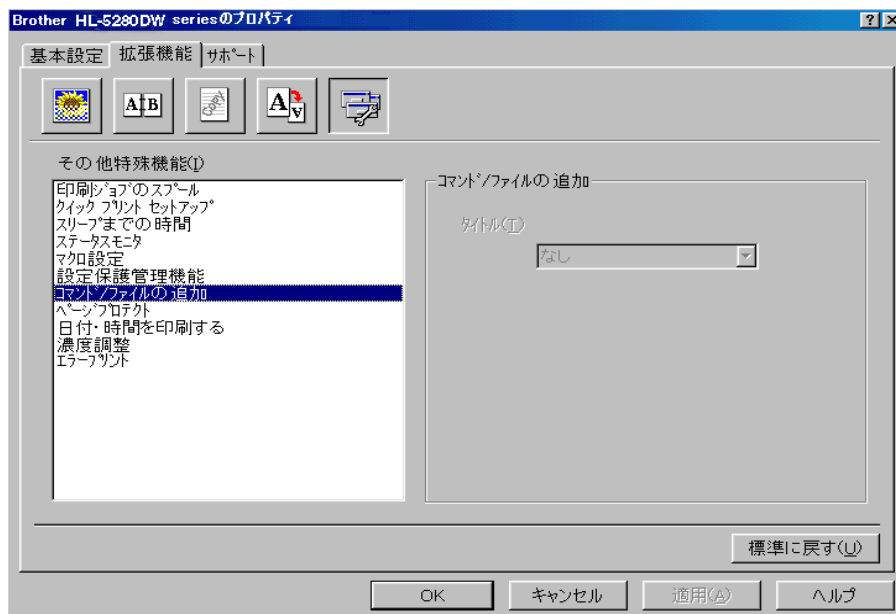 Brother HL-5280DW seriesのプロパティ
基本設定 拡張機能 サポート
A B
Copy
A A
その他特殊機能(I)
印刷ジョブのスプール
クイック プリント セットアップ
スリープまでの時間
ステータスモニタ
マクロ設定
設定保護管理機能
コマンド/ファイルの追加
ページプロテクト
日付・時間を印刷する
濃度調整
エラープリント
コマンド/ファイルの追加
タイトル(T)
なし
標準に戻す(U)
OK キャンセル 適用(A) ヘルプ